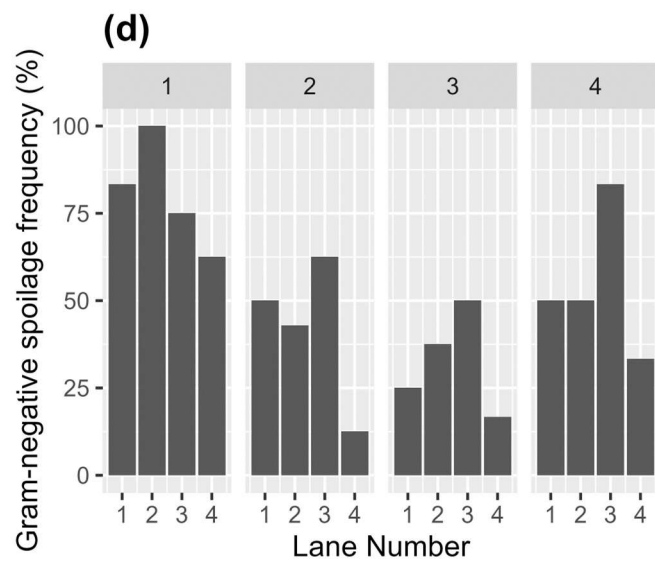 (d)
Gram-negative spoilage frequency (%)
1 2 3 4
100
75
50
25
0
1 2 3 4 1 2 3 4 1 2 3 4 1 2 3 4
Lane Number